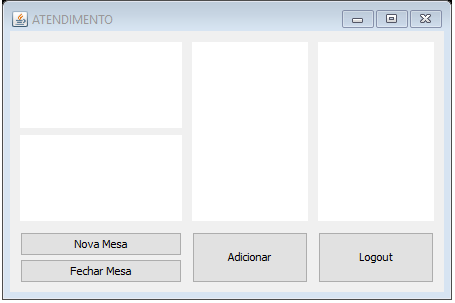 ATENDIMENTO
Nova Mesa
Fechar Mesa
Adicionar
Logout